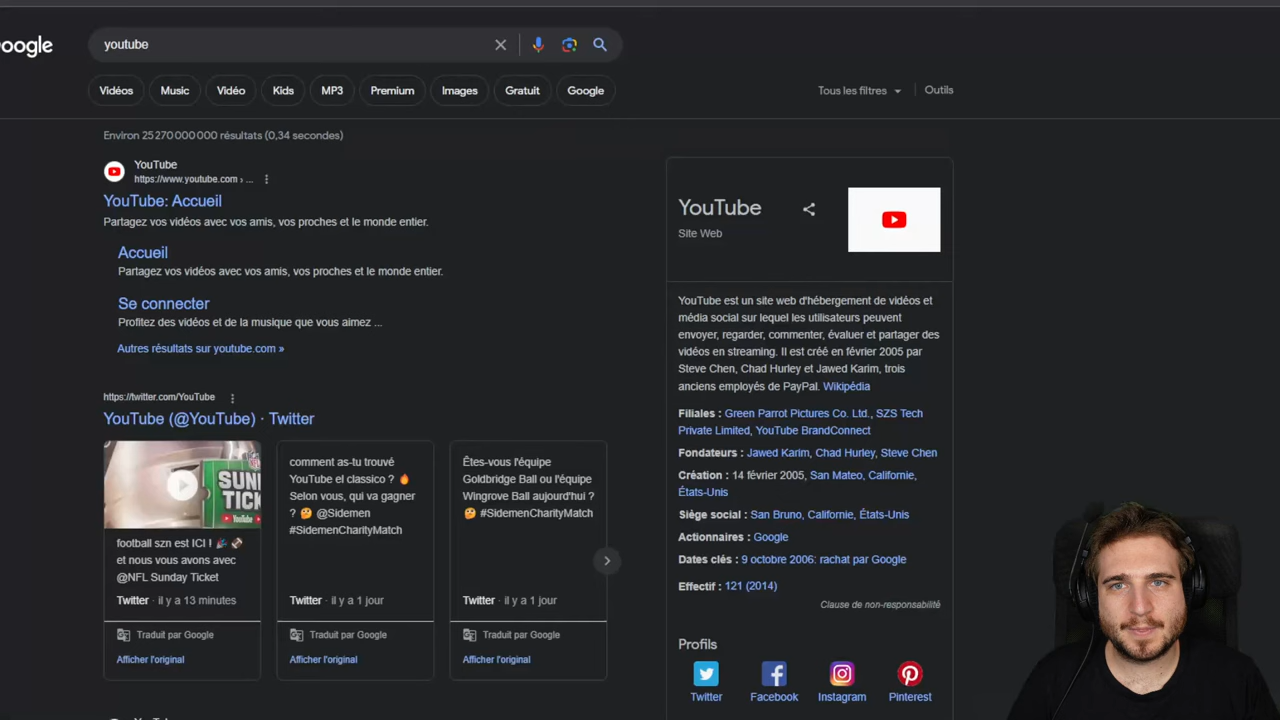 oogle
youtube
Vidéos
Music
Vidéo
Kids
MP3
Premium
Images
Gratuit
Google
Tous les filtres
Outils
Environ 25 270 000 000 résultats (0,34 secondes)
YouTube
https://www.youtube.com › ...
YouTube: Accueil
Partagez vos vidéos avec vos amis, vos proches et le monde entier.
Accueil
Partagez vos vidéos avec vos amis, vos proches et le monde entier.
Se connecter
Profitez des vidéos et de la musique que vous aimez ...
Autres résultats sur youtube.com »
https://twitter.com/YouTube
YouTube (@YouTube) · Twitter
SUN
TICK
YouTube
football szn est ICI ! 🎉 🏈
et nous vous avons avec
@NFL Sunday Ticket
Twitter · il y a 13 minutes
Traduit par Google
Afficher l'original
comment as-tu trouvé
YouTube el classico ? 🔥
Selon vous, qui va gagner
? 🤔 @Sidemen
#SidemenCharityMatch
Twitter · il y a 1 jour
Traduit par Google
Afficher l'original
Êtes-vous l'équipe
Goldbridge Ball ou l'équipe
Wingrove Ball aujourd'hui ?
🤔 #SidemenCharityMatch
Twitter · il y a 1 jour
Traduit par Google
Afficher l'original
YouTube
Site Web
YouTube est un site web d'hébergement de vidéos et
média social sur lequel les utilisateurs peuvent
envoyer, regarder, commenter, évaluer et partager des
vidéos en streaming. Il est créé en février 2005 par
Steve Chen, Chad Hurley et Jawed Karim, trois
anciens employés de PayPal. Wikipédia
Filiales : Green Parrot Pictures Co. Ltd., SZS Tech
Private Limited, YouTube BrandConnect
Fondateurs : Jawed Karim, Chad Hurley, Steve Chen
Création : 14 février 2005, San Mateo, Californie,
États-Unis
Siège social : San Bruno, Californie, États-Unis
Actionnaires : Google
Dates clés : 9 octobre 2006: rachat par Google
Effectif : 121 (2014)
Clause de non-responsabilité
Profils
Twitter
Facebook
Instagram
Pinterest